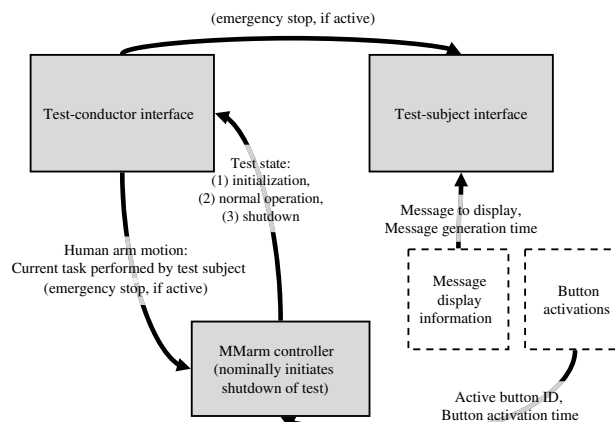 (emergency stop, if active)
Test-conductor interface
Test-subject interface
Test state:
(1) initialization,
(2) normal operation,
(3) shutdown
Message to display,
Message generation time
Human arm motion:
Current task performed by test subject
(emergency stop, if active)
Message
display
information
Button
activations
MMarm controller
(nominally initiates
shutdown of test)
Active button ID,
Button activation time